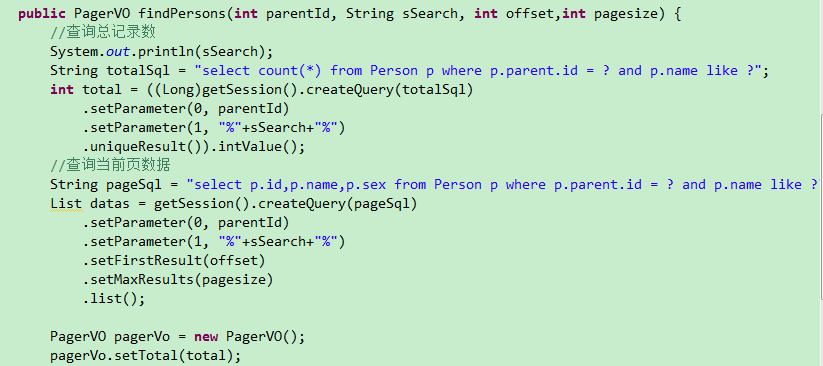 public PagerVO findPersons(int parentId, String sSearch, int offset,int pagesize) {
//查询总记录数
System.out.println(sSearch);
String totalSql = "select count(*) from Person p where p.parent.id = ? and p.name like ?";
int total = ((Long)getSession().createQuery(totalSql)
.setParameter(0, parentId)
.setParameter(1, "%"+sSearch+"%")
.uniqueResult()).intValue();
//查询当前页数据
String pageSql = "select p.id,p.name,p.sex from Person p where p.parent.id = ? and p.name like ?
List datas = getSession().createQuery(pageSql)
.setParameter(0, parentId)
.setParameter(1, "%"+sSearch+"%")
.setFirstResult(offset)
.setMaxResults(pagesize)
.list();
PagerVO pagerVo = new PagerVO();
pagerVo.setTotal(total);